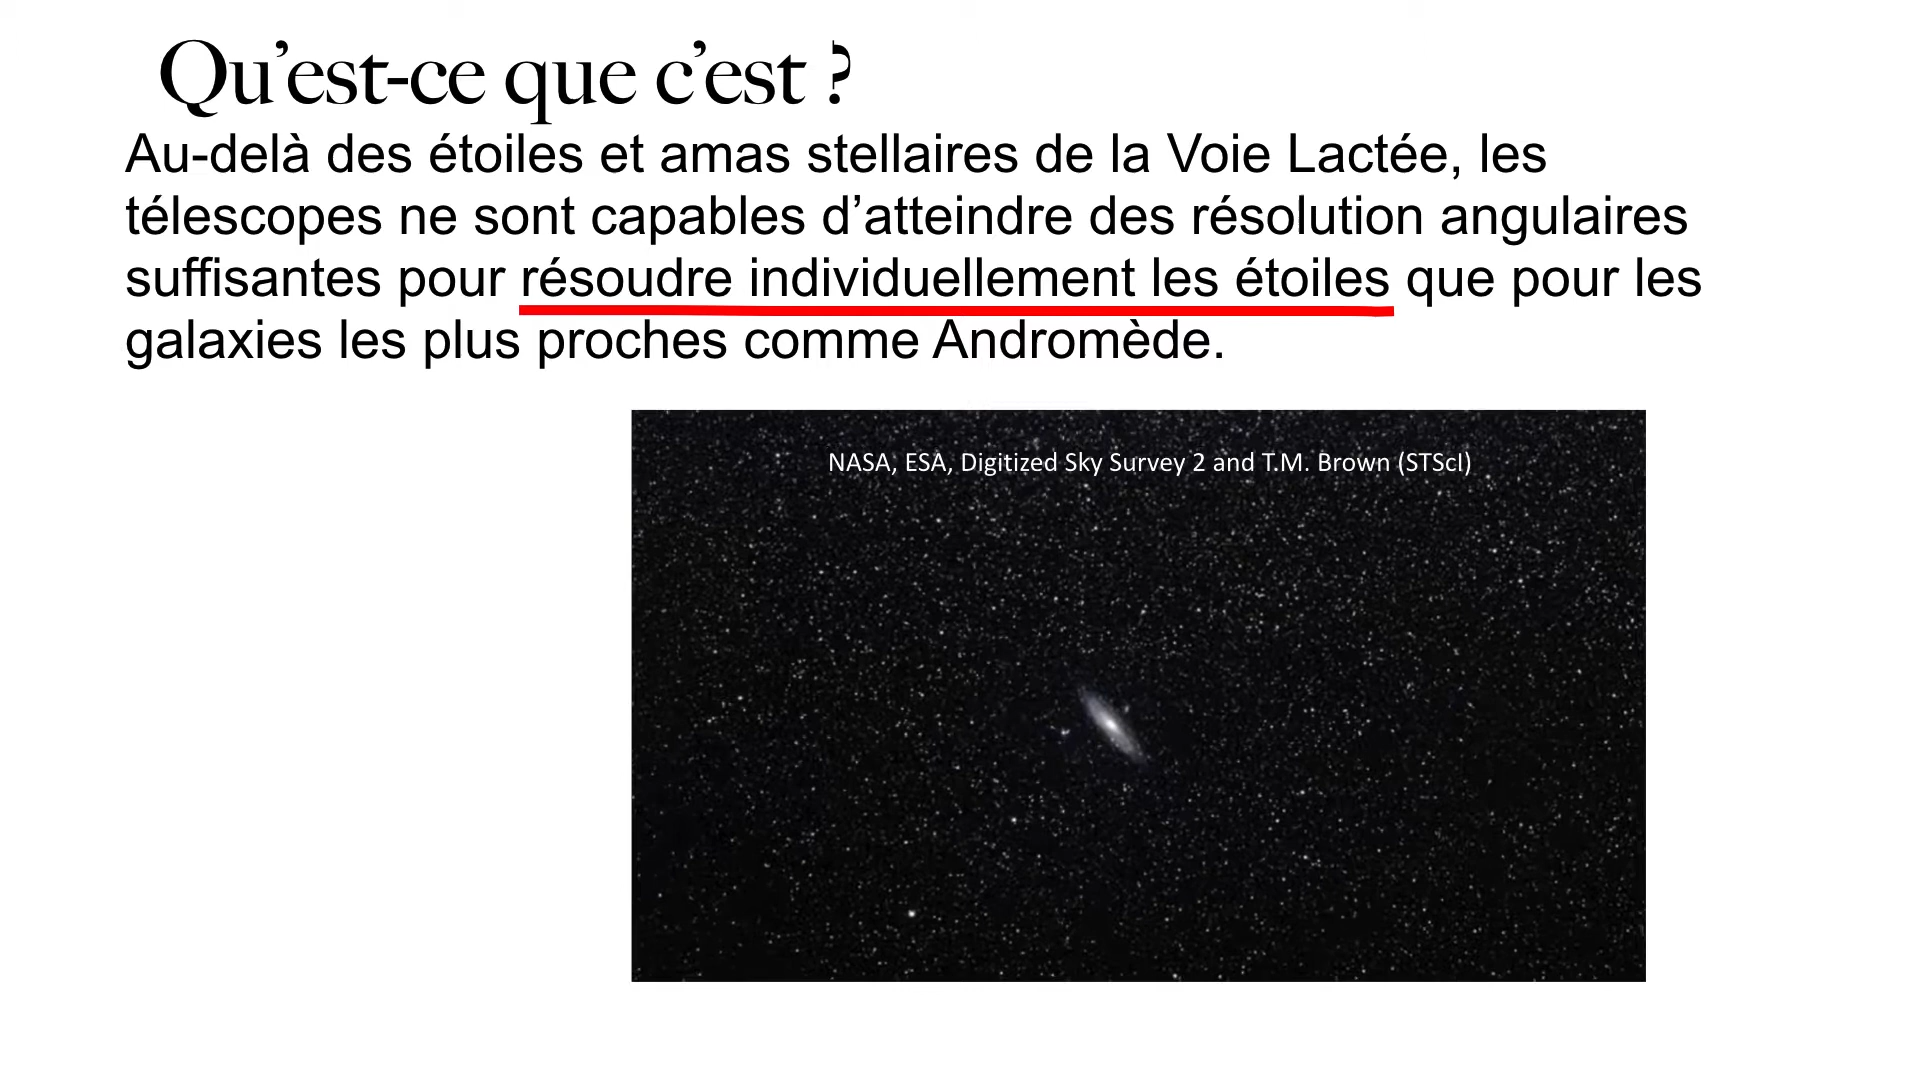 Qu’est-ce que c’est ?
Au-delà des étoiles et amas stellaires de la Voie Lactée, les
télescopes ne sont capables d’atteindre des résolution angulaires
suffisantes pour résoudre individuellement les étoiles que pour les
galaxies les plus proches comme Andromède.
NASA, ESA, Digitized Sky Survey 2 and T.M. Brown (STScI)